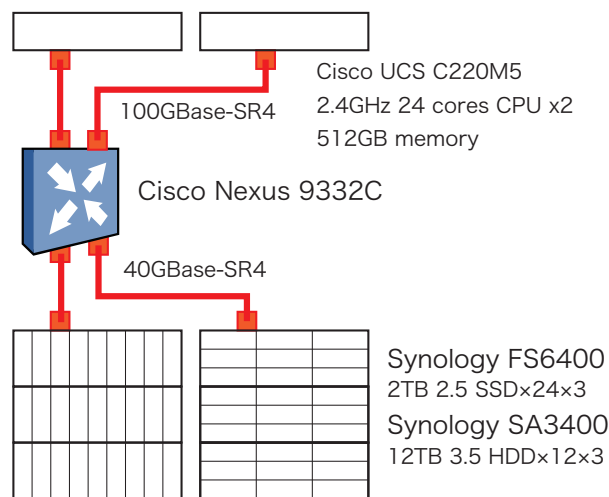 Cisco UCS C220M5
2.4GHz 24 cores CPU x2
512GB memory
100GBase-SR4
Cisco Nexus 9332C
40GBase-SR4
Synology FS6400
2TB 2.5 SSD×24×3
Synology SA3400
12TB 3.5 HDD×12×3